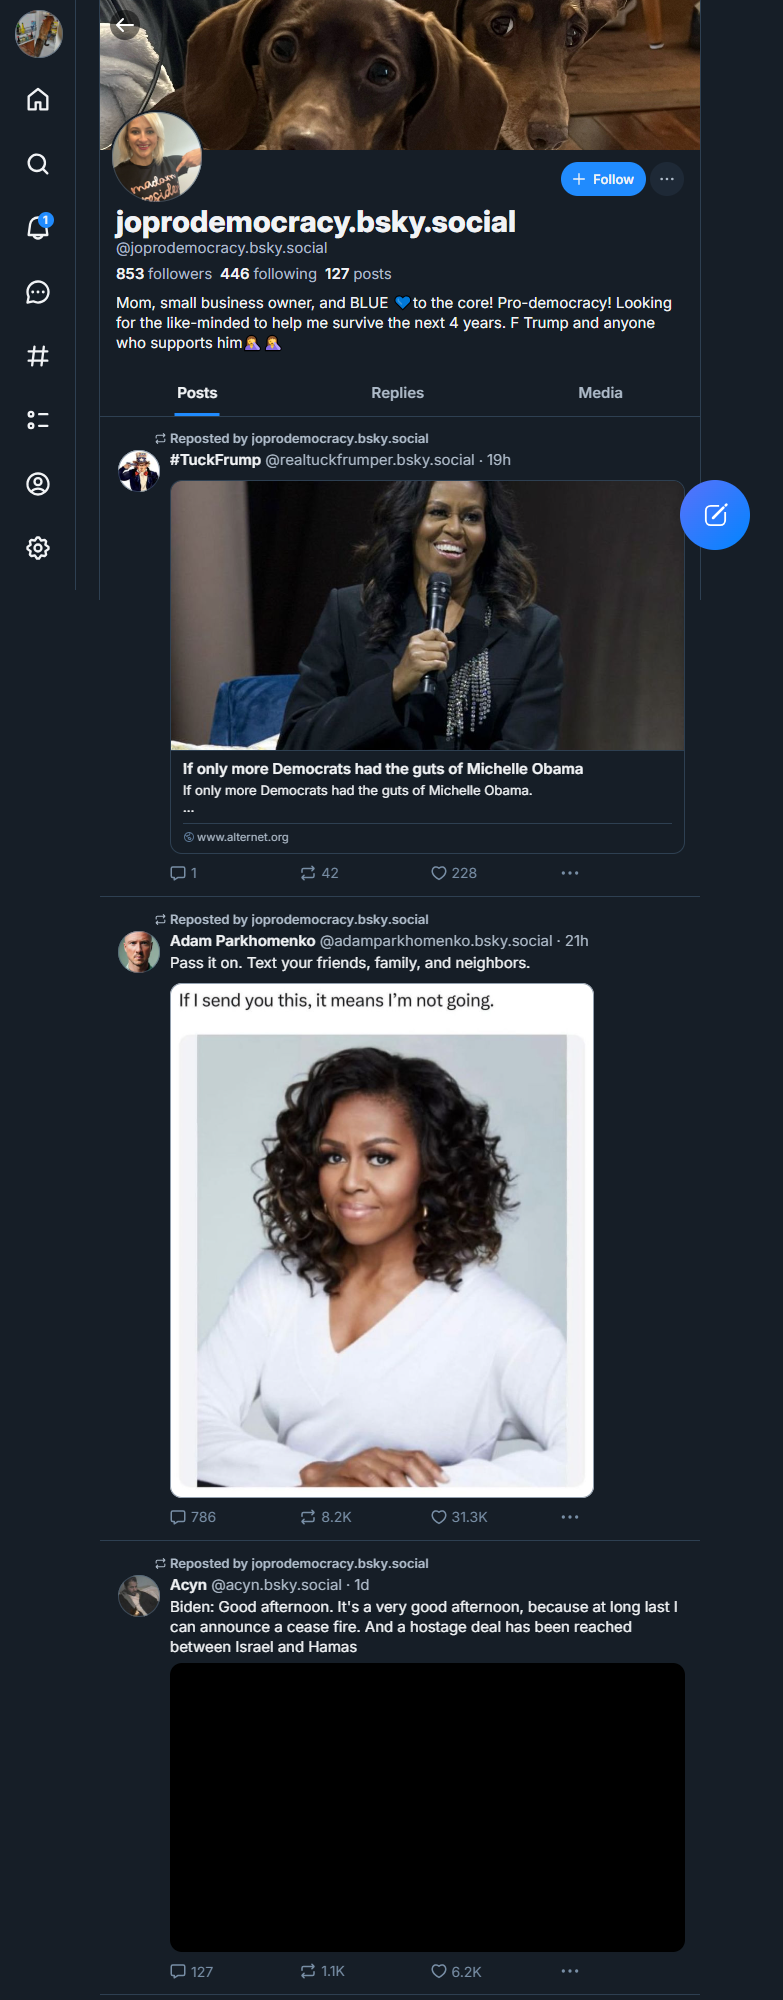 1
madam
+ Follow
joprodemocracy.bsky.social
@joprodemocracy.bsky.social
853 followers 446 following 127 posts
Mom, small business owner, and BLUE 💙to the core! Pro-democracy! Looking
for the like-minded to help me survive the next 4 years. F Trump and anyone
who supports him🤦‍♀️ 🤦‍♀️
Posts Replies Media
Reposted by joprodemocracy.bsky.social
#TuckFrump @realtuckfrumper.bsky.social · 19h
If only more Democrats had the guts of Michelle Obama
If only more Democrats had the guts of Michelle Obama.
...
www.alternet.org
1 42 228
Reposted by joprodemocracy.bsky.social
Adam Parkhomenko @adamparkhomenko.bsky.social · 21h
Pass it on. Text your friends, family, and neighbors.
If I send you this, it means I’m not going.
786 8.2K 31.3K
Reposted by joprodemocracy.bsky.social
Acyn @acyn.bsky.social · 1d
Biden: Good afternoon. It's a very good afternoon, because at long last I
can announce a cease fire. And a hostage deal has been reached
between Israel and Hamas
127 1.1K 6.2K